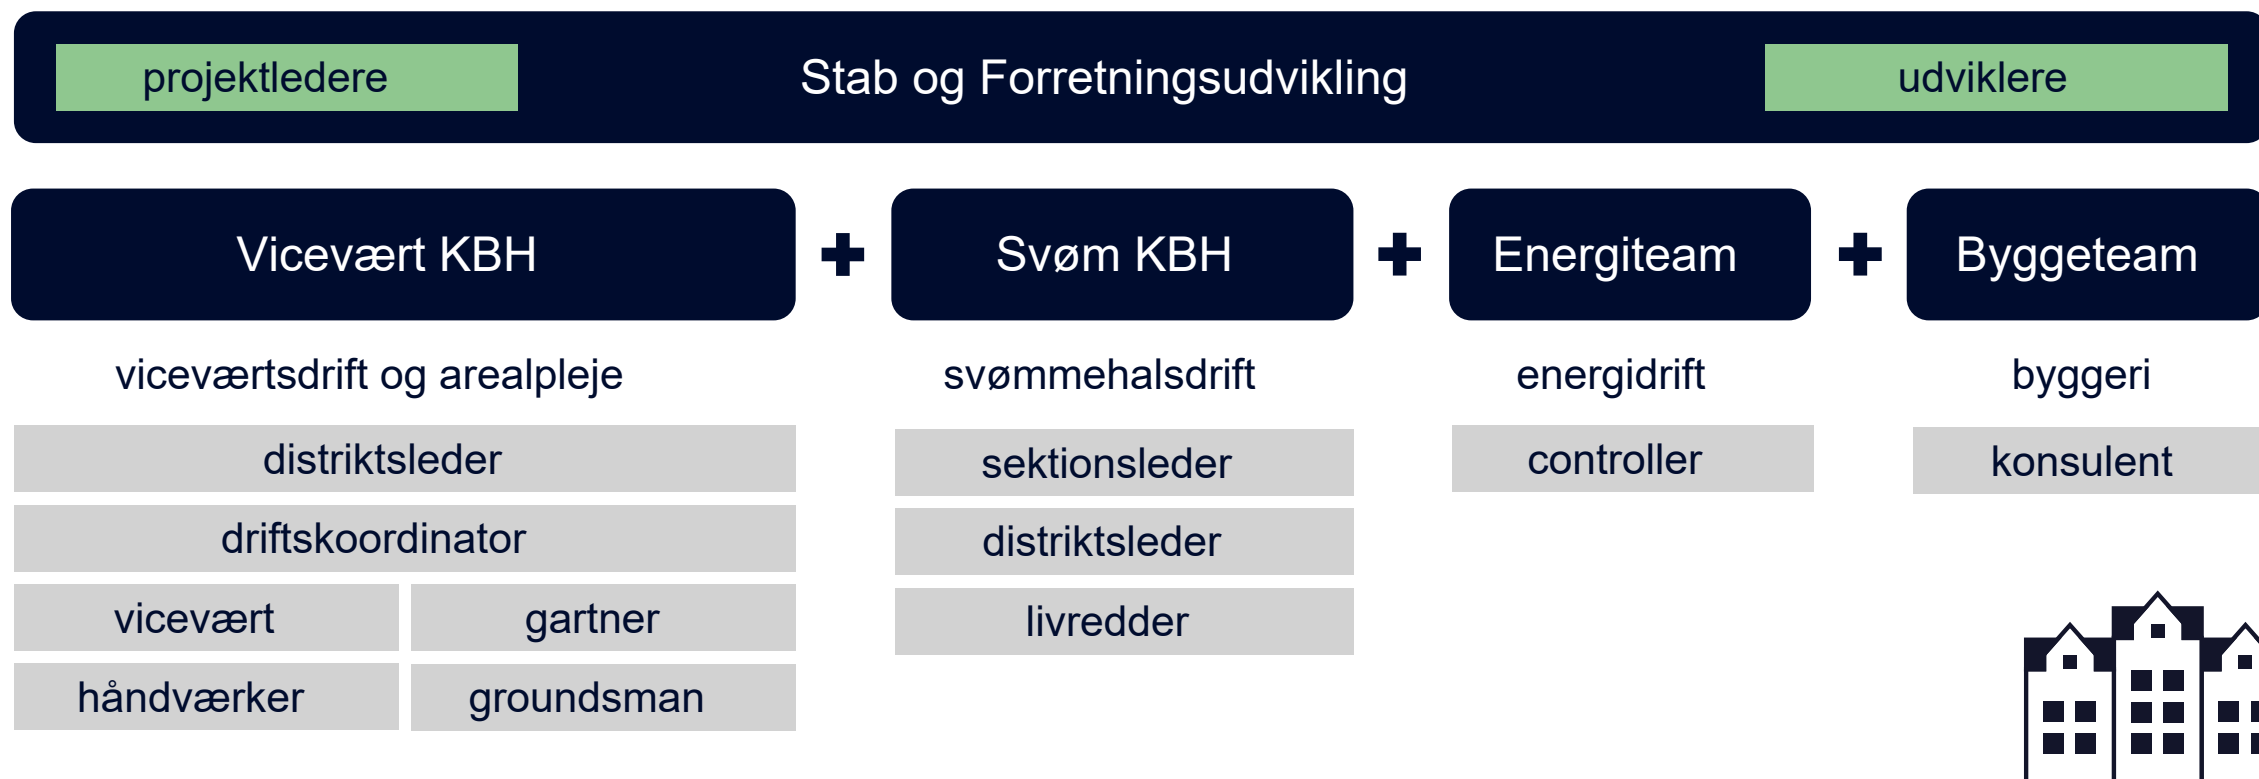 projektledere
Stab og Forretningsudvikling
udviklere
Vicevært KBH
Svøm KBH
Energiteam
Byggeteam
viceværtsdrift og arealpleje
svømmehalsdrift
energidrift
byggeri
distriktsleder
sektionsleder
controller
konsulent
driftskoordinator
distriktsleder
vicevært
gartner
livredder
håndværker
groundsman